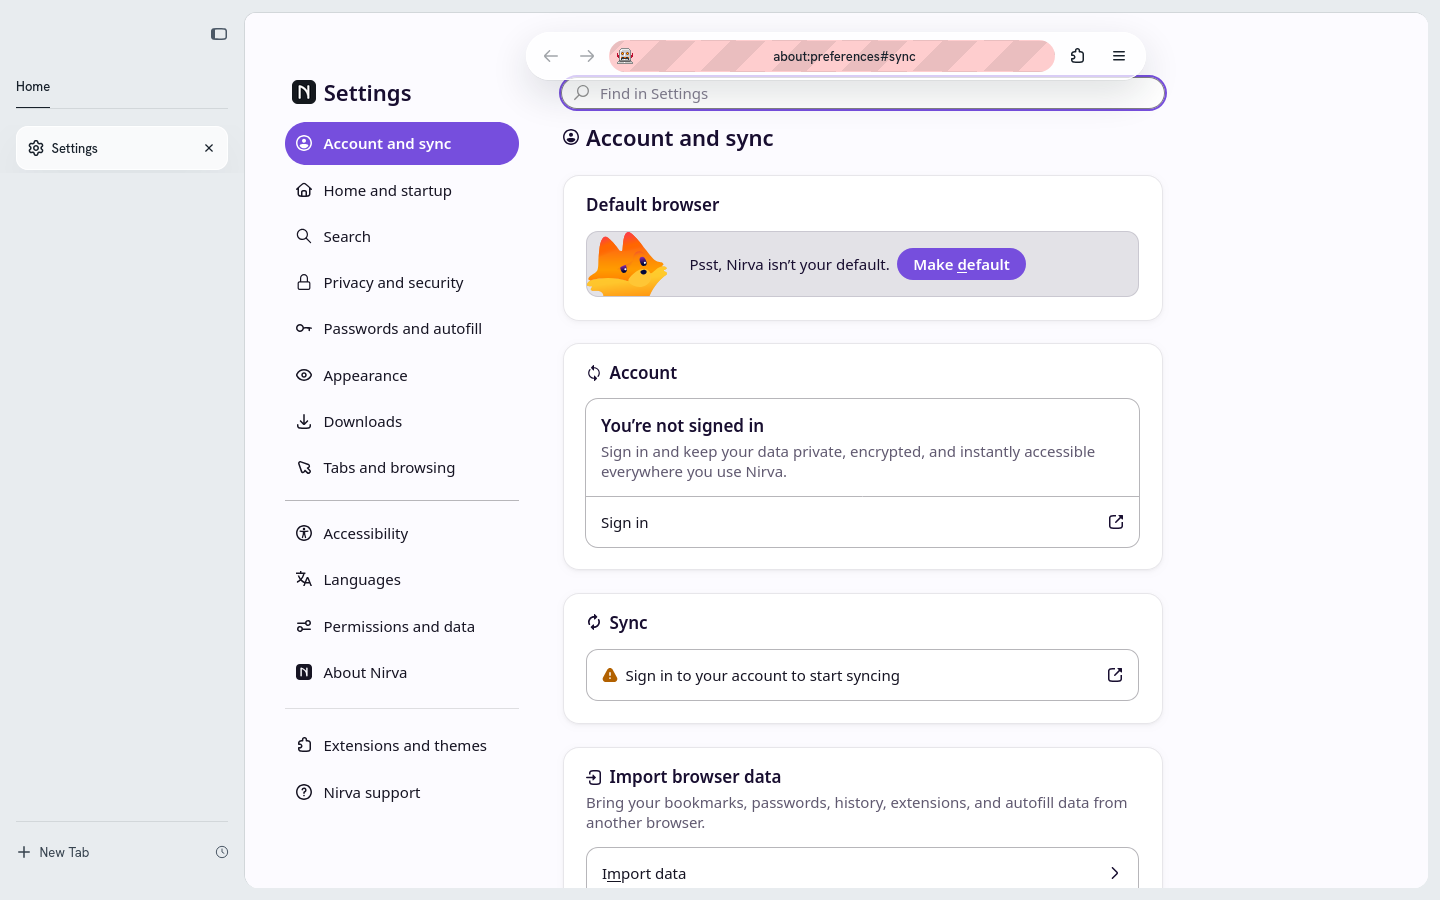 about:preferences#sync
Home
Settings
Settings
Find in Settings
Account and sync
Home and startup
Search
Privacy and security
Passwords and autofill
Appearance
Downloads
Tabs and browsing
Accessibility
Languages
Permissions and data
About Nirva
Extensions and themes
Nirva support
Account and sync
Default browser
Psst, Nirva isn’t your default.
Make default
Account
You’re not signed in
Sign in and keep your data private, encrypted, and instantly accessible
everywhere you use Nirva.
Sign in
Sync
Sign in to your account to start syncing
Import browser data
Bring your bookmarks, passwords, history, extensions, and autofill data from
another browser.
Import data
New Tab